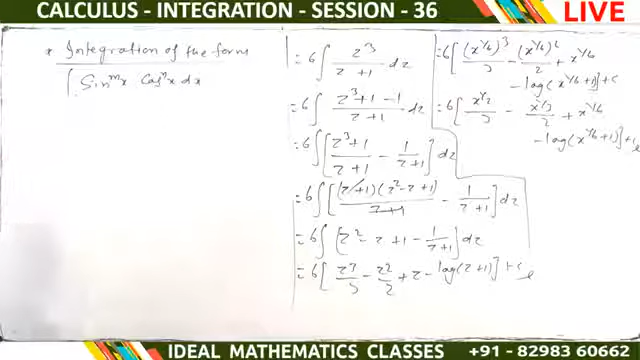 CALCULUS - INTEGRATION - SESSION - 36
LIVE
* Integration of the form
∫ Sin^m x Cos^n x dx
= 6 ∫ z^3/(z+1) dz
= 6 ∫ (z^3+1-1)/(z+1) dz
= 6 ∫ [(z^3+1)/(z+1) - 1/(z+1)] dz
= 6 ∫ [(z+1)(z^2-z+1)/(z+1) - 1/(z+1)] dz
= 6 ∫ [z^2 - z + 1 - 1/(z+1)] dz
= 6 [z^3/3 - z^2/2 + z - log(z+1)] + c
= 6 [(x^1/6)^3/3 - (x^1/6)^2/2 + x^1/6
- log(x^1/6+1)] + c
= 6 [x^1/2/3 - x^1/3/2 + x^1/6
- log(x^1/6+1)] + c
IDEAL MATHEMATICS CLASSES
+91 - 82983 60662